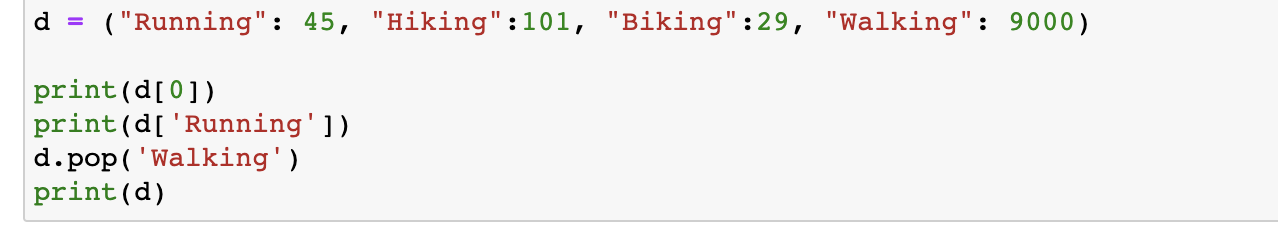 d = ("Running": 45, "Hiking":101, "Biking":29, "Walking": 9000)
print(d[0])
print(d['Running'])
d.pop('Walking')
print(d)